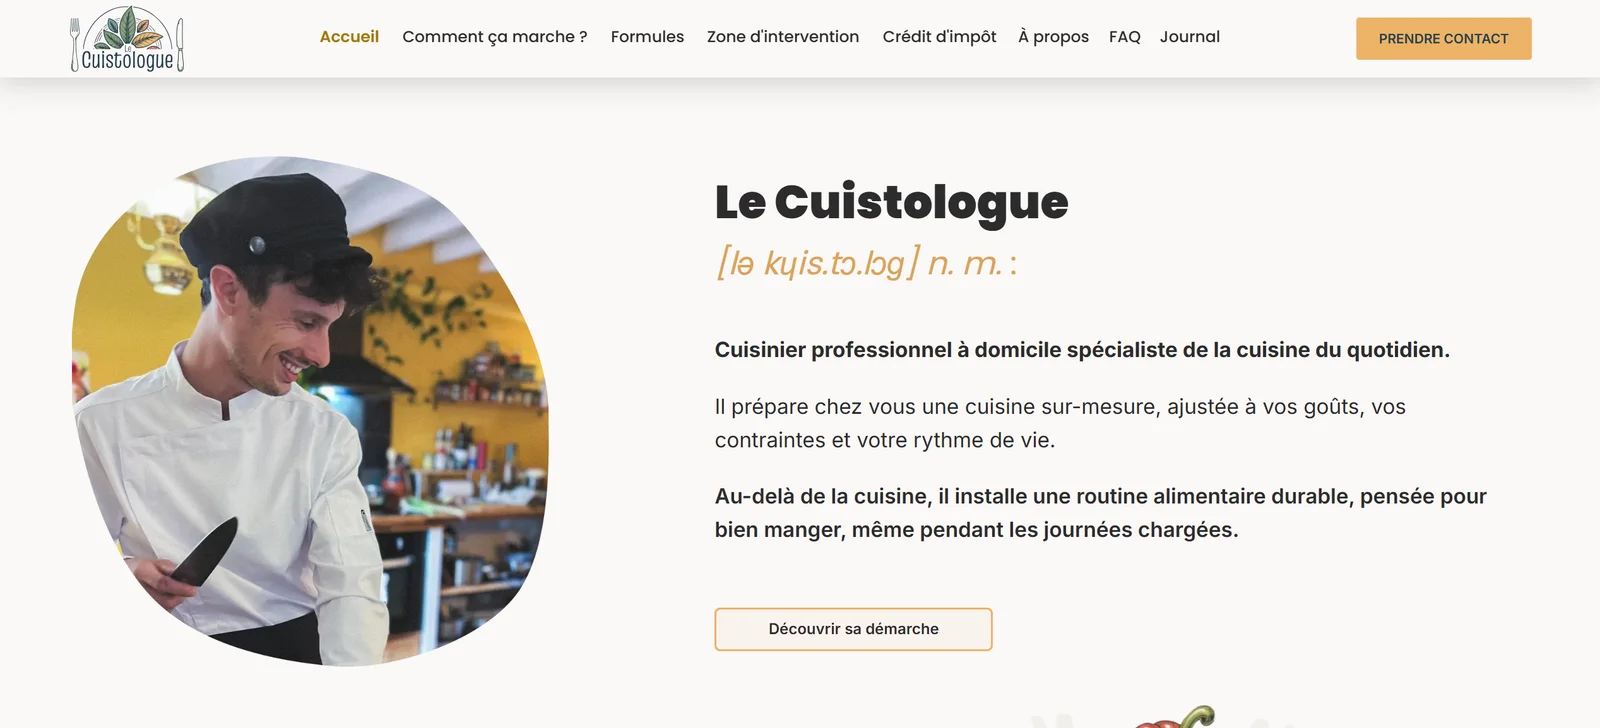 Le
Cuistologue
Accueil
Comment ça marche ?
Formules
Zone d'intervention
Crédit d'impôt
À propos
FAQ
Journal
PRENDRE CONTACT
Le Cuistologue
[lə kɥis.tɔ.lɔg] n. m. :
Cuisinier professionnel à domicile spécialiste de la cuisine du quotidien.
Il prépare chez vous une cuisine sur-mesure, ajustée à vos goûts, vos
contraintes et votre rythme de vie.
Au-delà de la cuisine, il installe une routine alimentaire durable, pensée pour
bien manger, même pendant les journées chargées.
Découvrir sa démarche